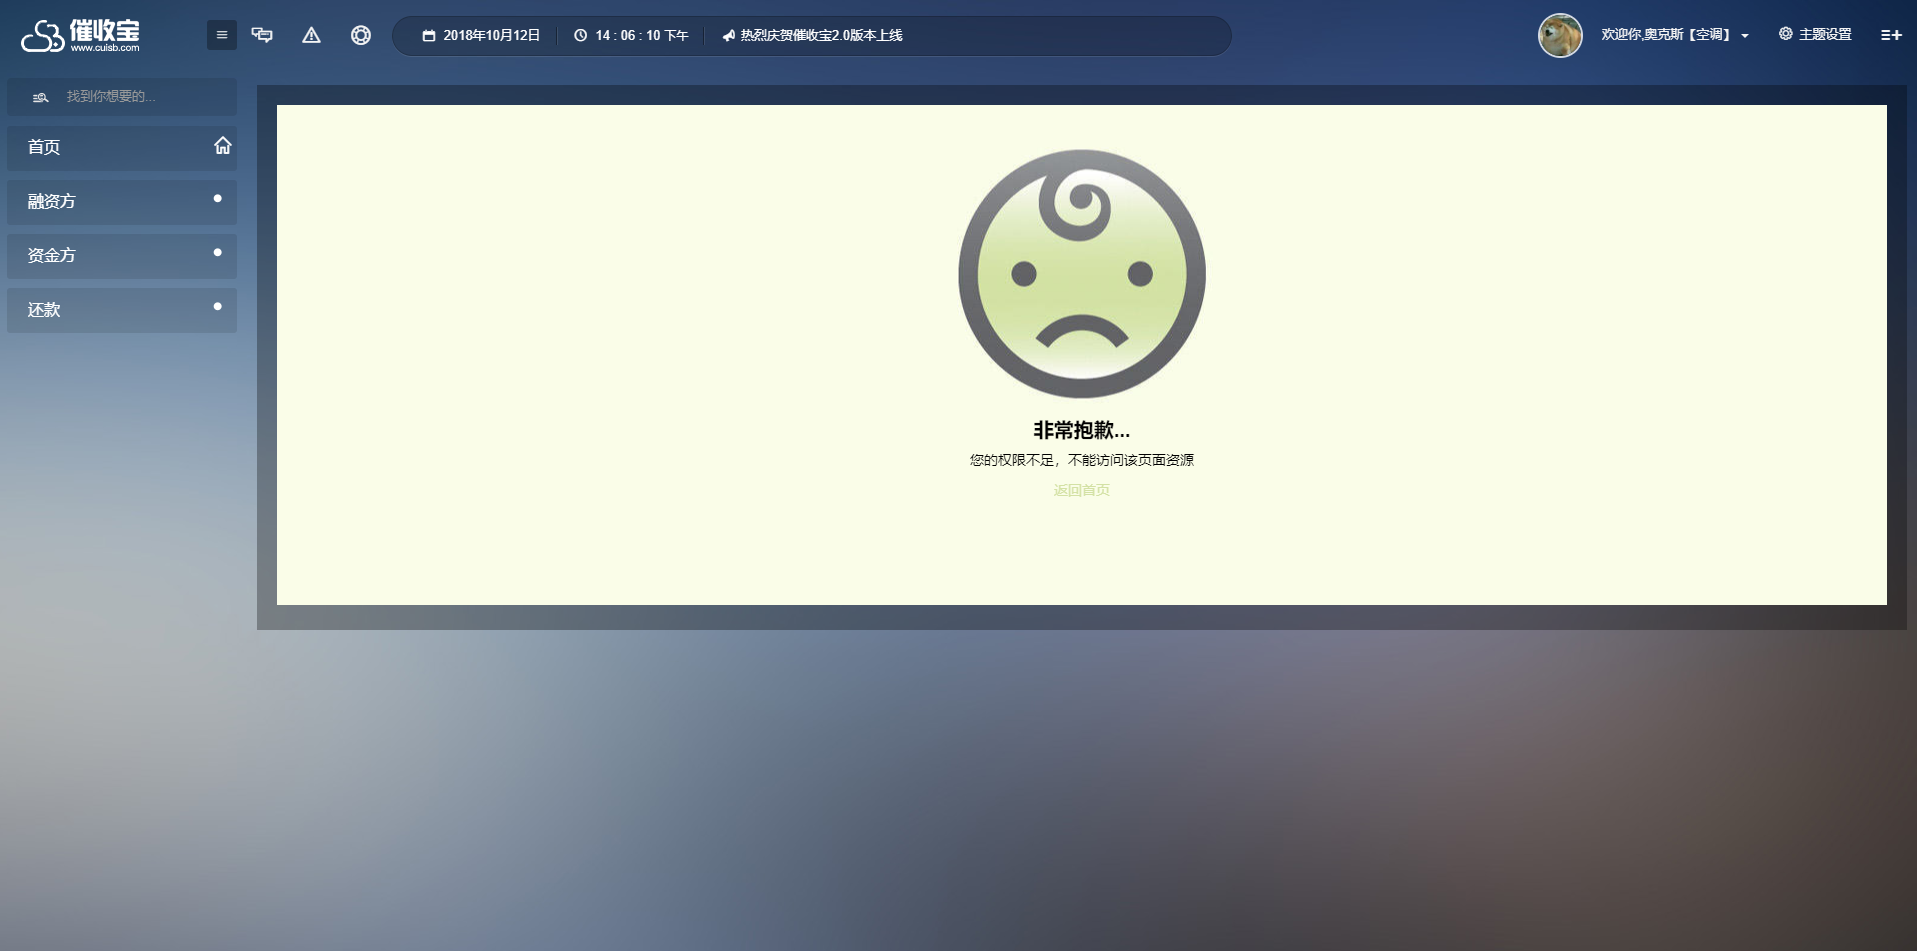 催收宝
www.cuisb.com
2018年10月12日
14 : 06 : 10 下午
热烈庆贺催收宝2.0版本上线
欢迎你,奥克斯【空调】
主题设置
找到你想要的...
首页
融资方
资金方
还款
非常抱歉...
您的权限不足，不能访问该页面资源
返回首页